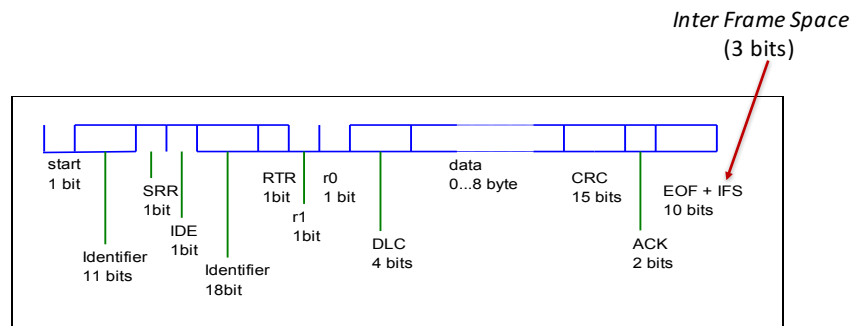 Inter Frame Space
(3 bits)
start
1 bit
Identifier
11 bits
SRR
1bit
IDE
1bit
Identifier
18bit
RTR
1bit
r1
1bit
r0
1 bit
DLC
4 bits
data
0...8 byte
CRC
15 bits
ACK
2 bits
EOF + IFS
10 bits